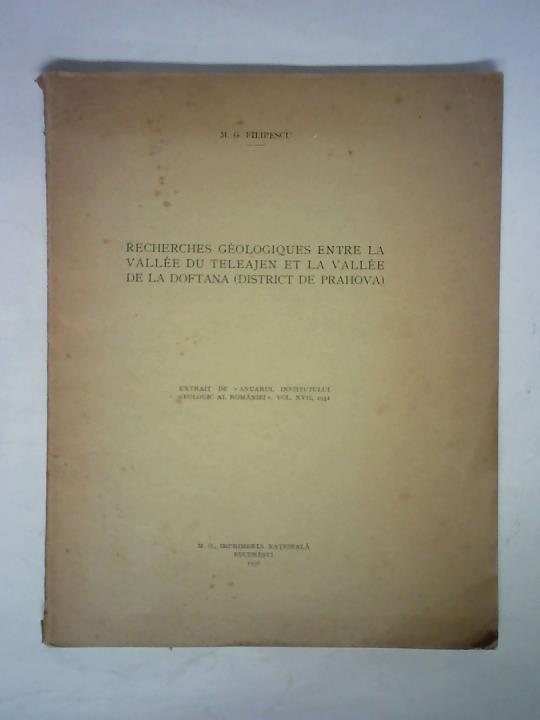 M. G. FILIPESCU
RECHERCHES GÉOLOGIQUES ENTRE LA
VALLÉE DU TELEAJEN ET LA VALLÉE
DE LA DOFTANA (DISTRICT DE PRAHOVA)
EXTRAIT DE «ANUARUL INSTITUTULUI
GEOLOGIC AL ROMÂNIEI», VOL. XVII,
M. O., IMPRIMERIA NAȚIONALĂ
BUCUREȘTI